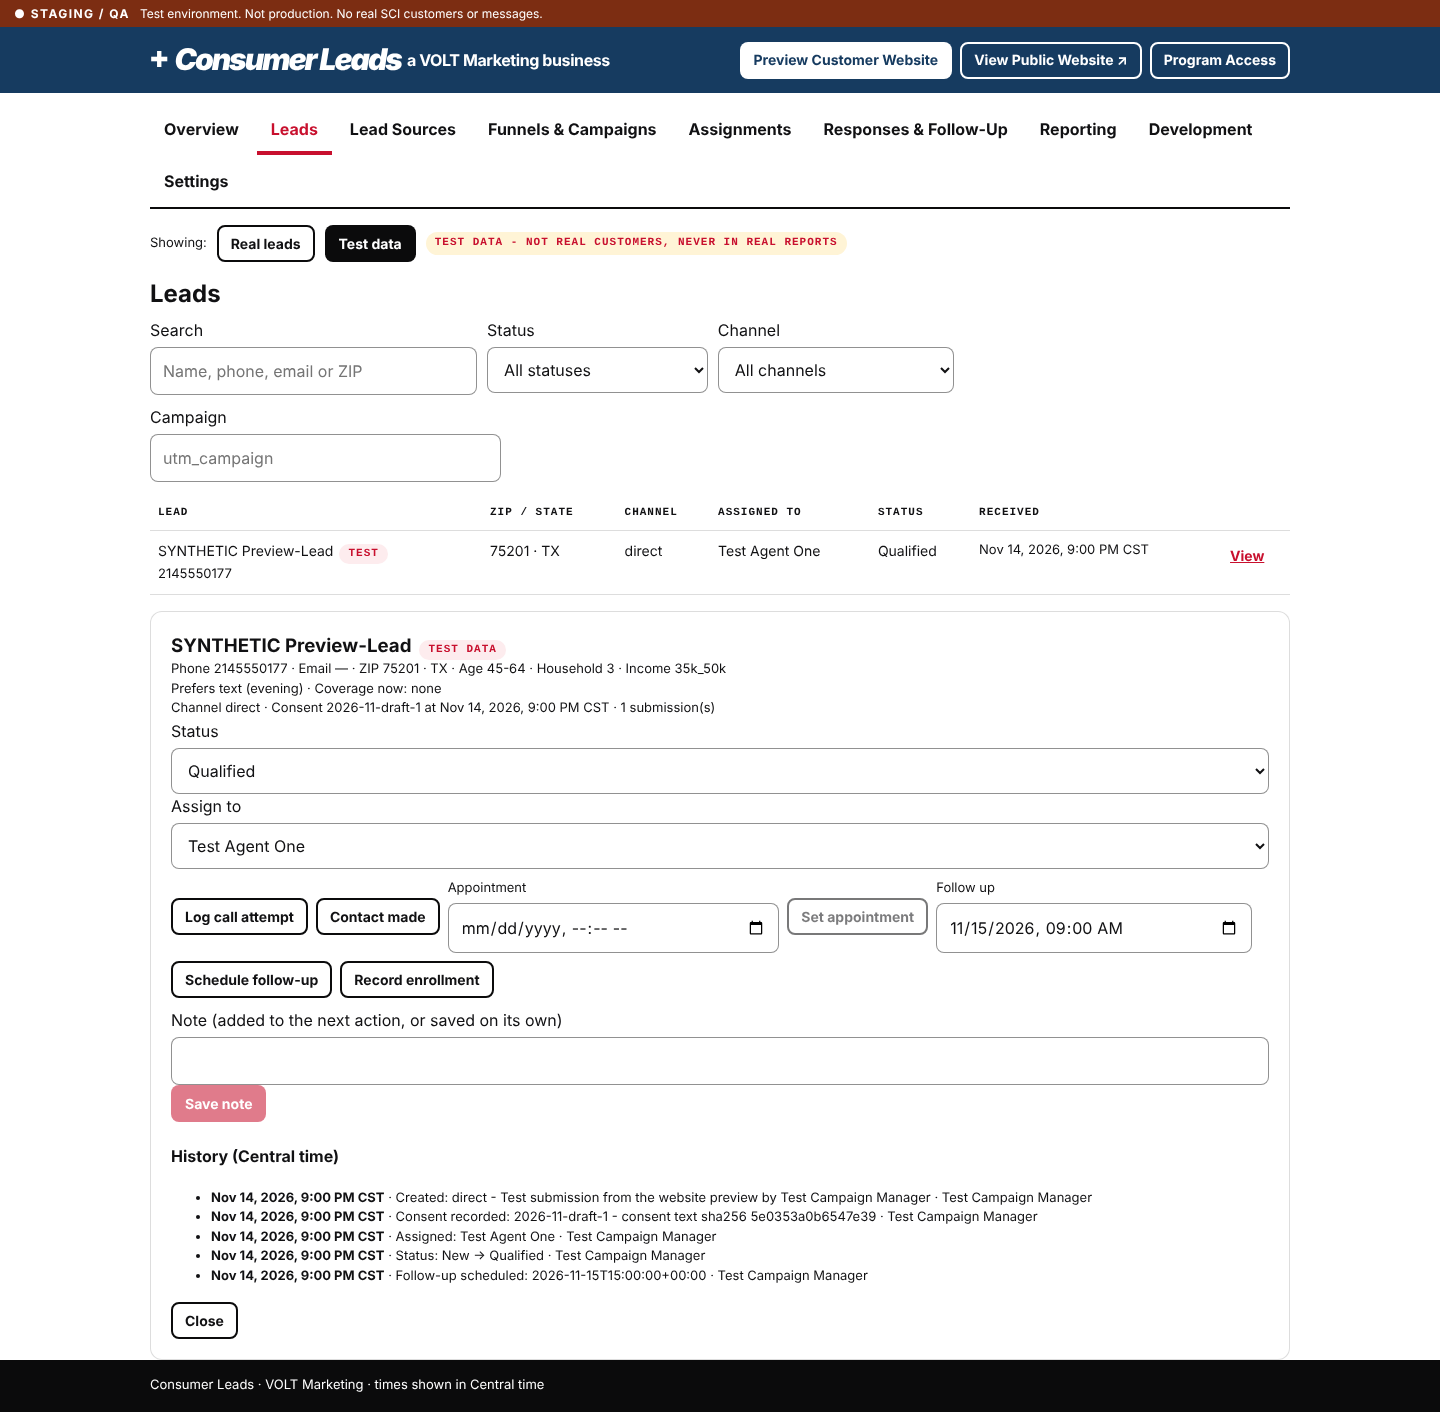 STAGING / QA Test environment. Not production. No real SCI customers or messages.
+ Consumer Leads a VOLT Marketing business
Preview Customer Website View Public Website ↗ Program Access
Overview Leads Lead Sources Funnels & Campaigns Assignments Responses & Follow-Up Reporting Development
Settings
Showing: Real leads Test data TEST DATA - NOT REAL CUSTOMERS, NEVER IN REAL REPORTS
Leads
Search Status Channel
Name, phone, email or ZIP All statuses All channels
Campaign
utm_campaign
LEAD ZIP / STATE CHANNEL ASSIGNED TO STATUS RECEIVED
SYNTHETIC Preview-Lead TEST 75201 · TX direct Test Agent One Qualified Nov 14, 2026, 9:00 PM CST View
2145550177
SYNTHETIC Preview-Lead TEST DATA
Phone 2145550177 · Email — · ZIP 75201 · TX · Age 45-64 · Household 3 · Income 35k_50k
Prefers text (evening) · Coverage now: none
Channel direct · Consent 2026-11-draft-1 at Nov 14, 2026, 9:00 PM CST · 1 submission(s)
Status
Qualified
Assign to
Test Agent One
Appointment Follow up
Log call attempt Contact made mm/dd/yyyy, --:-- -- Set appointment 11/15/2026, 09:00 AM
Schedule follow-up Record enrollment
Note (added to the next action, or saved on its own)
Save note
History (Central time)
• Nov 14, 2026, 9:00 PM CST · Created: direct - Test submission from the website preview by Test Campaign Manager · Test Campaign Manager
• Nov 14, 2026, 9:00 PM CST · Consent recorded: 2026-11-draft-1 - consent text sha256 5e0353a0b6547e39 · Test Campaign Manager
• Nov 14, 2026, 9:00 PM CST · Assigned: Test Agent One · Test Campaign Manager
• Nov 14, 2026, 9:00 PM CST · Status: New → Qualified · Test Campaign Manager
• Nov 14, 2026, 9:00 PM CST · Follow-up scheduled: 2026-11-15T15:00:00+00:00 · Test Campaign Manager
Close
Consumer Leads · VOLT Marketing · times shown in Central time